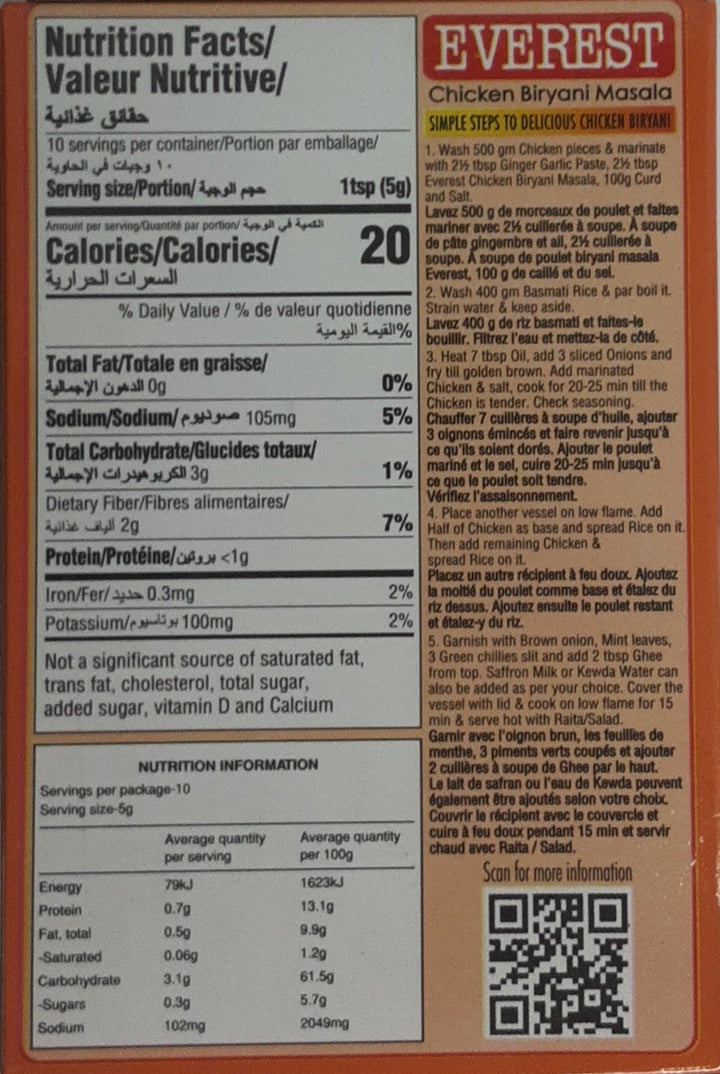 Nutrition Facts/
Valeur Nutritive/
حقائق غذائية
10 servings per container/Portion par emballage/
١٠ وجبات في الحاوية
Serving size/Portion/ حجم الوجبة 1tsp (5g)
Amount per serving/Quantité par portion/ الكمية في الوجبة
Calories/Calories/ 20
السعرات الحرارية
% Daily Value / % de valeur quotidienne
%القيمة اليومية
Total Fat/Totale en graisse/
الدهون الإجمالية 0g 0%
Sodium/Sodium/ صوديوم 105mg 5%
Total Carbohydrate/Glucides totaux/
الكربوهيدرات الإجمالية 3g 1%
Dietary Fiber/Fibres alimentaires/
ألياف غذائية 2g 7%
Protein/Protéine/بروتين <1g
Iron/Fer/حديد 0.3mg 2%
Potassium/بوتاسيوم 100mg 2%
Not a significant source of saturated fat,
trans fat, cholesterol, total sugar,
added sugar, vitamin D and Calcium
NUTRITION INFORMATION
Servings per package-10
Serving size-5g
Average quantity per serving Average quantity per 100g
Energy 79kJ 1623kJ
Protein 0.7g 13.1g
Fat, total 0.5g 9.9g
-Saturated 0.06g 1.2g
Carbohydrate 3.1g 61.5g
-Sugars 0.3g 5.7g
Sodium 102mg 2049mg
EVEREST
Chicken Biryani Masala
SIMPLE STEPS TO DELICIOUS CHICKEN BIRYANI
1. Wash 500 gm Chicken pieces & marinate
with 2½ tbsp Ginger Garlic Paste, 2½ tbsp
Everest Chicken Biryani Masala, 100g Curd
and Salt.
Lavez 500 g de morceaux de poulet et faites
mariner avec 2½ cuillerée à soupe. À soupe
de pâte gingembre et ail, 2½ cuillerée à
soupe. À soupe de poulet biryani masala
Everest, 100 g de caillé et du sel.
2. Wash 400 gm Basmati Rice & par boil it.
Strain water & keep aside.
Lavez 400 g de riz basmati et faites-le
bouillir. Filtrez l'eau et mettez-la de côté.
3. Heat 7 tbsp Oil, add 3 sliced Onions and
fry till golden brown. Add marinated
Chicken & salt, cook for 20-25 min till the
Chicken is tender. Check seasoning.
Chauffer 7 cuillères à soupe d'huile, ajouter
3 oignons émincés et faire revenir jusqu'à
ce qu'ils soient dorés. Ajouter le poulet
mariné et le sel, cuire 20-25 min jusqu'à
ce que le poulet soit tendre.
Vérifiez l'assaisonnement.
4. Place another vessel on low flame. Add
Half of Chicken as base and spread Rice on it.
Then add remaining Chicken &
spread Rice on it.
Placez un autre récipient à feu doux. Ajoutez
la moitié du poulet comme base et étalez du
riz dessus. Ajoutez ensuite le poulet restant
et étalez-y du riz.
5. Garnish with Brown onion, Mint leaves,
3 Green chillies slit and add 2 tbsp Ghee
from top. Saffron Milk or Kewda Water can
also be added as per your choice. Cover the
vessel with lid & cook on low flame for 15
min & serve hot with Raita/Salad.
Garnir avec l'oignon brun, les feuilles de
menthe, 3 piments verts coupés et ajouter
2 cuillères à soupe de Ghee par le haut.
Le lait de safran ou l'eau de Kewda peuvent
également être ajoutés selon votre choix.
Couvrir le récipient avec le couvercle et
cuire à feu doux pendant 15 min et servir
chaud avec Raita / Salad.
Scan for more information